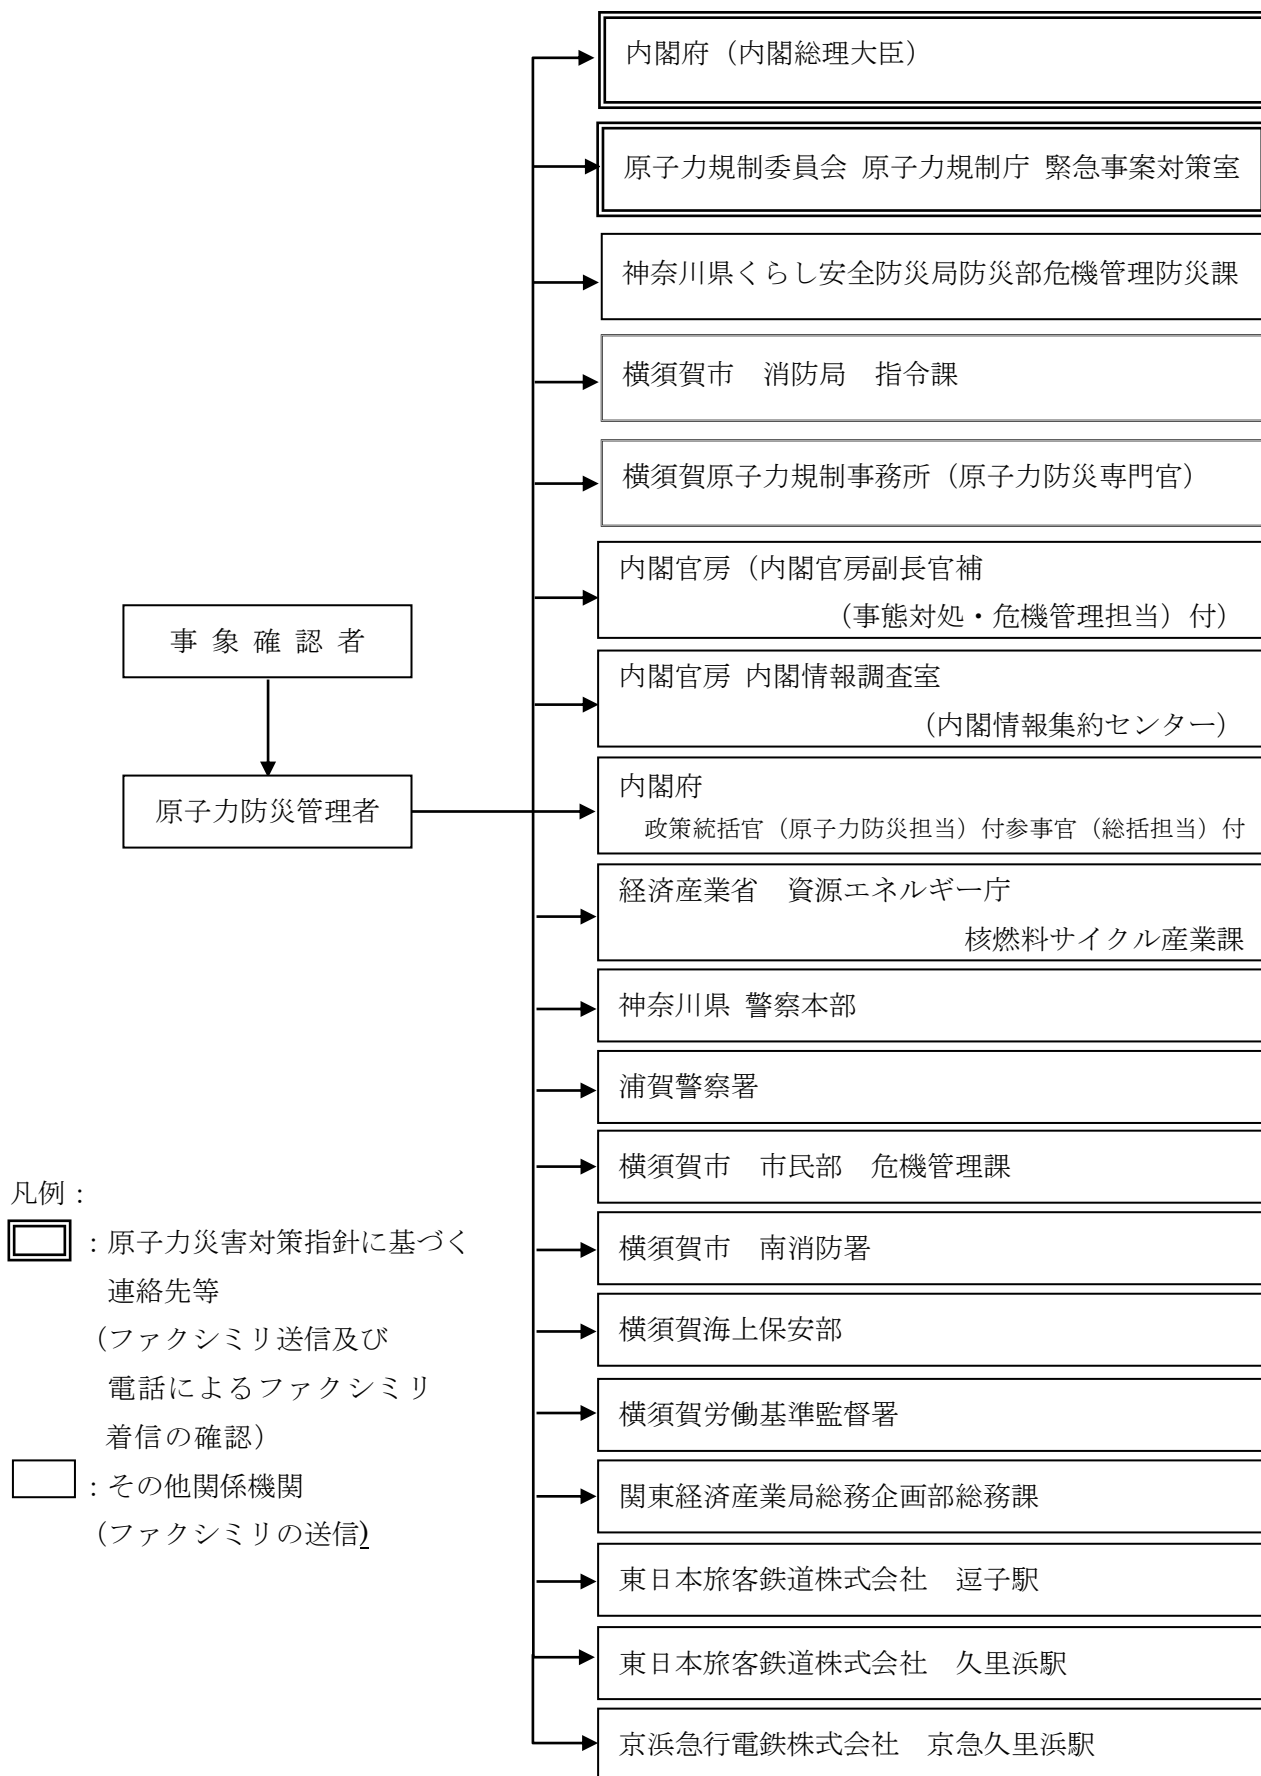 内閣府（内閣総理大臣）
原子力規制委員会 原子力規制庁 緊急事案対策室
神奈川県くらし安全防災局防災部危機管理防災課
横須賀市　消防局　指令課
横須賀原子力規制事務所（原子力防災専門官）
内閣官房（内閣官房副長官補
（事態対処・危機管理担当）付）
内閣官房 内閣情報調査室
（内閣情報集約センター）
内閣府
政策統括官（原子力防災担当）付参事官（総括担当）付
経済産業省　資源エネルギー庁
核燃料サイクル産業課
神奈川県 警察本部
浦賀警察署
横須賀市　市民部　危機管理課
横須賀市　南消防署
横須賀海上保安部
横須賀労働基準監督署
関東経済産業局総務企画部総務課
東日本旅客鉄道株式会社　逗子駅
東日本旅客鉄道株式会社　久里浜駅
京浜急行電鉄株式会社　京急久里浜駅
事 象 確 認 者
原子力防災管理者
凡例：
：原子力災害対策指針に基づく
連絡先等
（ファクシミリ送信及び
電話によるファクシミリ
着信の確認）
：その他関係機関
（ファクシミリの送信)